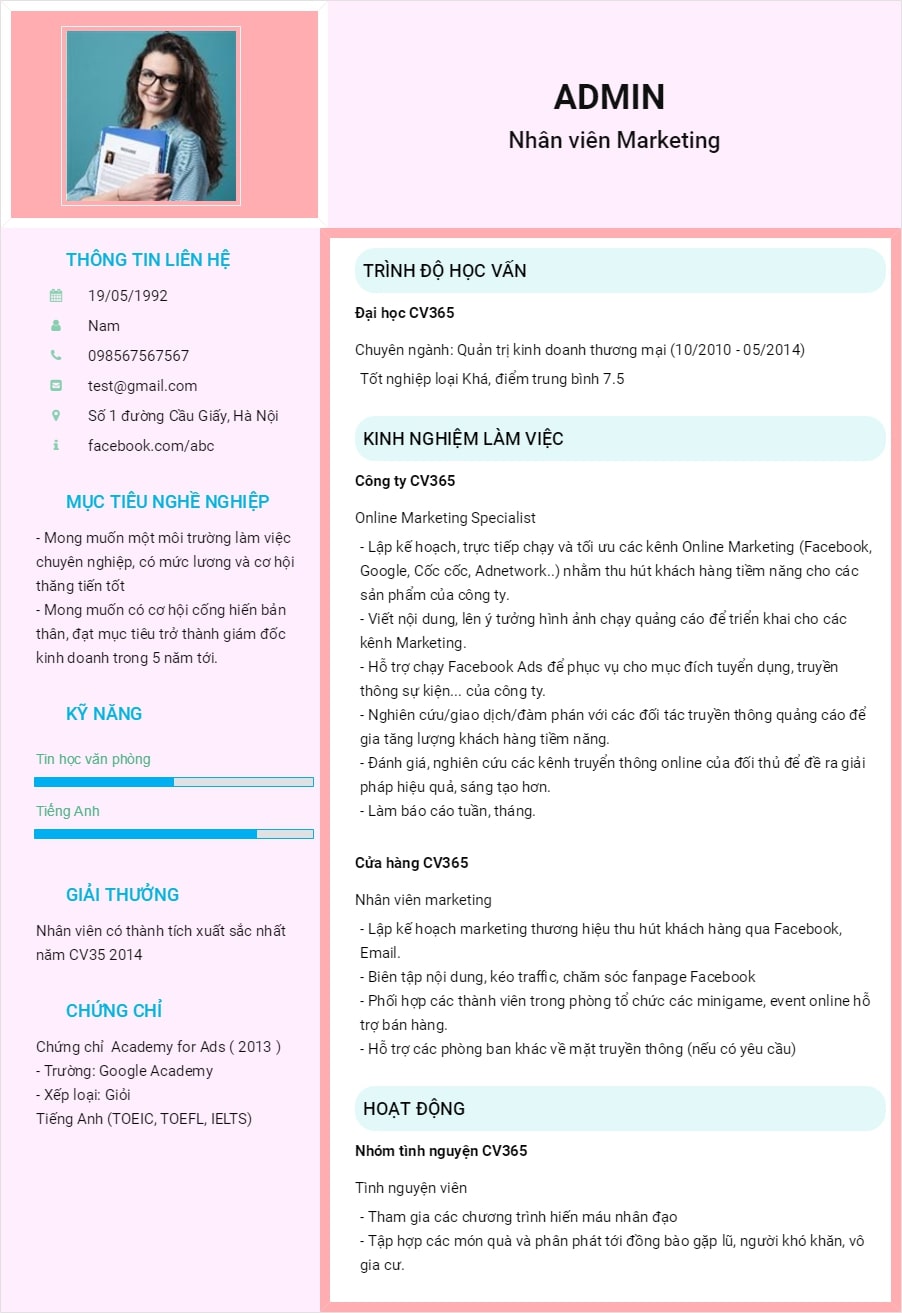 ADMIN
Nhân viên Marketing
THÔNG TIN LIÊN HỆ
19/05/1992
Nam
098567567567
test@gmail.com
Số 1 đường Cầu Giấy, Hà Nội
facebook.com/abc
MỤC TIÊU NGHỀ NGHIỆP
- Mong muốn một môi trường làm việc
chuyên nghiệp, có mức lương và cơ hội
thăng tiến tốt
- Mong muốn có cơ hội cống hiến bản
thân, đạt mục tiêu trở thành giám đốc
kinh doanh trong 5 năm tới.
KỸ NĂNG
Tin học văn phòng
Tiếng Anh
GIẢI THƯỞNG
Nhân viên có thành tích xuất sắc nhất
năm CV35 2014
CHỨNG CHỈ
Chứng chỉ  Academy for Ads ( 2013 )
- Trường: Google Academy
- Xếp loại: Giỏi
Tiếng Anh (TOEIC, TOEFL, IELTS)
TRÌNH ĐỘ HỌC VẤN
Đại học CV365
Chuyên ngành: Quản trị kinh doanh thương mại (10/2010 - 05/2014)
Tốt nghiệp loại Khá, điểm trung bình 7.5
KINH NGHIỆM LÀM VIỆC
Công ty CV365
Online Marketing Specialist
- Lập kế hoạch, trực tiếp chạy và tối ưu các kênh Online Marketing (Facebook,
Google, Cốc cốc, Adnetwork..) nhằm thu hút khách hàng tiềm năng cho các
sản phẩm của công ty.
- Viết nội dung, lên ý tưởng hình ảnh chạy quảng cáo để triển khai cho các
kênh Marketing.
- Hỗ trợ chạy Facebook Ads để phục vụ cho mục đích tuyển dụng, truyền
thông sự kiện... của công ty.
- Nghiên cứu/giao dịch/đàm phán với các đối tác truyền thông quảng cáo để
gia tăng lượng khách hàng tiềm năng.
- Đánh giá, nghiên cứu các kênh truyển thông online của đối thủ để đề ra giải
pháp hiệu quả, sáng tạo hơn.
- Làm báo cáo tuần, tháng.
Cửa hàng CV365
Nhân viên marketing
- Lập kế hoạch marketing thương hiệu thu hút khách hàng qua Facebook,
Email.
- Biên tập nội dung, kéo traffic, chăm sóc fanpage Facebook
- Phối hợp các thành viên trong phòng tổ chức các minigame, event online hỗ
trợ bán hàng.
- Hỗ trợ các phòng ban khác về mặt truyền thông (nếu có yêu cầu)
HOẠT ĐỘNG
Nhóm tình nguyện CV365
Tình nguyện viên
- Tham gia các chương trình hiến máu nhân đạo
- Tập hợp các món quà và phân phát tới đồng bào gặp lũ, người khó khăn, vô
gia cư.